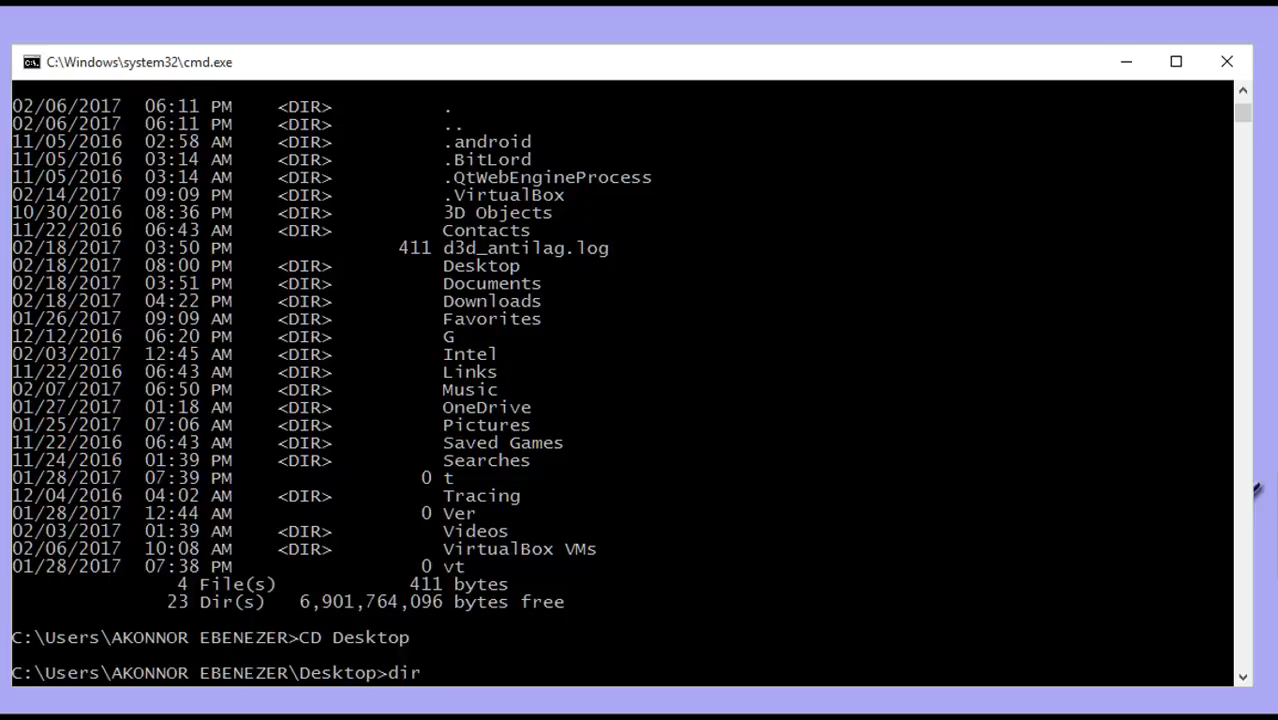 C:\Windows\system32\cmd.exe
02/06/2017  06:11 PM    <DIR>          .
02/06/2017  06:11 PM    <DIR>          ..
11/05/2016  02:58 AM    <DIR>          .android
11/05/2016  03:14 AM    <DIR>          .BitLord
11/05/2016  03:14 AM    <DIR>          .QtWebEngineProcess
02/14/2017  09:09 PM    <DIR>          .VirtualBox
10/30/2016  08:36 PM    <DIR>          3D Objects
11/22/2016  06:43 AM    <DIR>          Contacts
02/18/2017  03:50 PM               411 d3d_antilag.log
02/18/2017  08:00 PM    <DIR>          Desktop
02/18/2017  03:51 PM    <DIR>          Documents
02/18/2017  04:22 PM    <DIR>          Downloads
01/26/2017  09:09 AM    <DIR>          Favorites
12/12/2016  06:20 PM    <DIR>          G
02/03/2017  12:45 AM    <DIR>          Intel
11/22/2016  06:43 AM    <DIR>          Links
02/07/2017  06:50 PM    <DIR>          Music
01/27/2017  01:18 AM    <DIR>          OneDrive
01/25/2017  07:06 AM    <DIR>          Pictures
11/22/2016  06:43 AM    <DIR>          Saved Games
11/24/2016  01:39 PM    <DIR>          Searches
01/28/2017  07:39 PM                 0 t
12/04/2016  04:02 AM    <DIR>          Tracing
01/28/2017  12:44 AM                 0 Ver
02/03/2017  01:39 AM    <DIR>          Videos
02/06/2017  10:08 AM    <DIR>          VirtualBox VMs
01/28/2017  07:38 PM                 0 vt
4 File(s)            411 bytes
23 Dir(s)   6,901,764,096 bytes free
C:\Users\AKONNOR EBENEZER>CD Desktop
C:\Users\AKONNOR EBENEZER\Desktop>dir